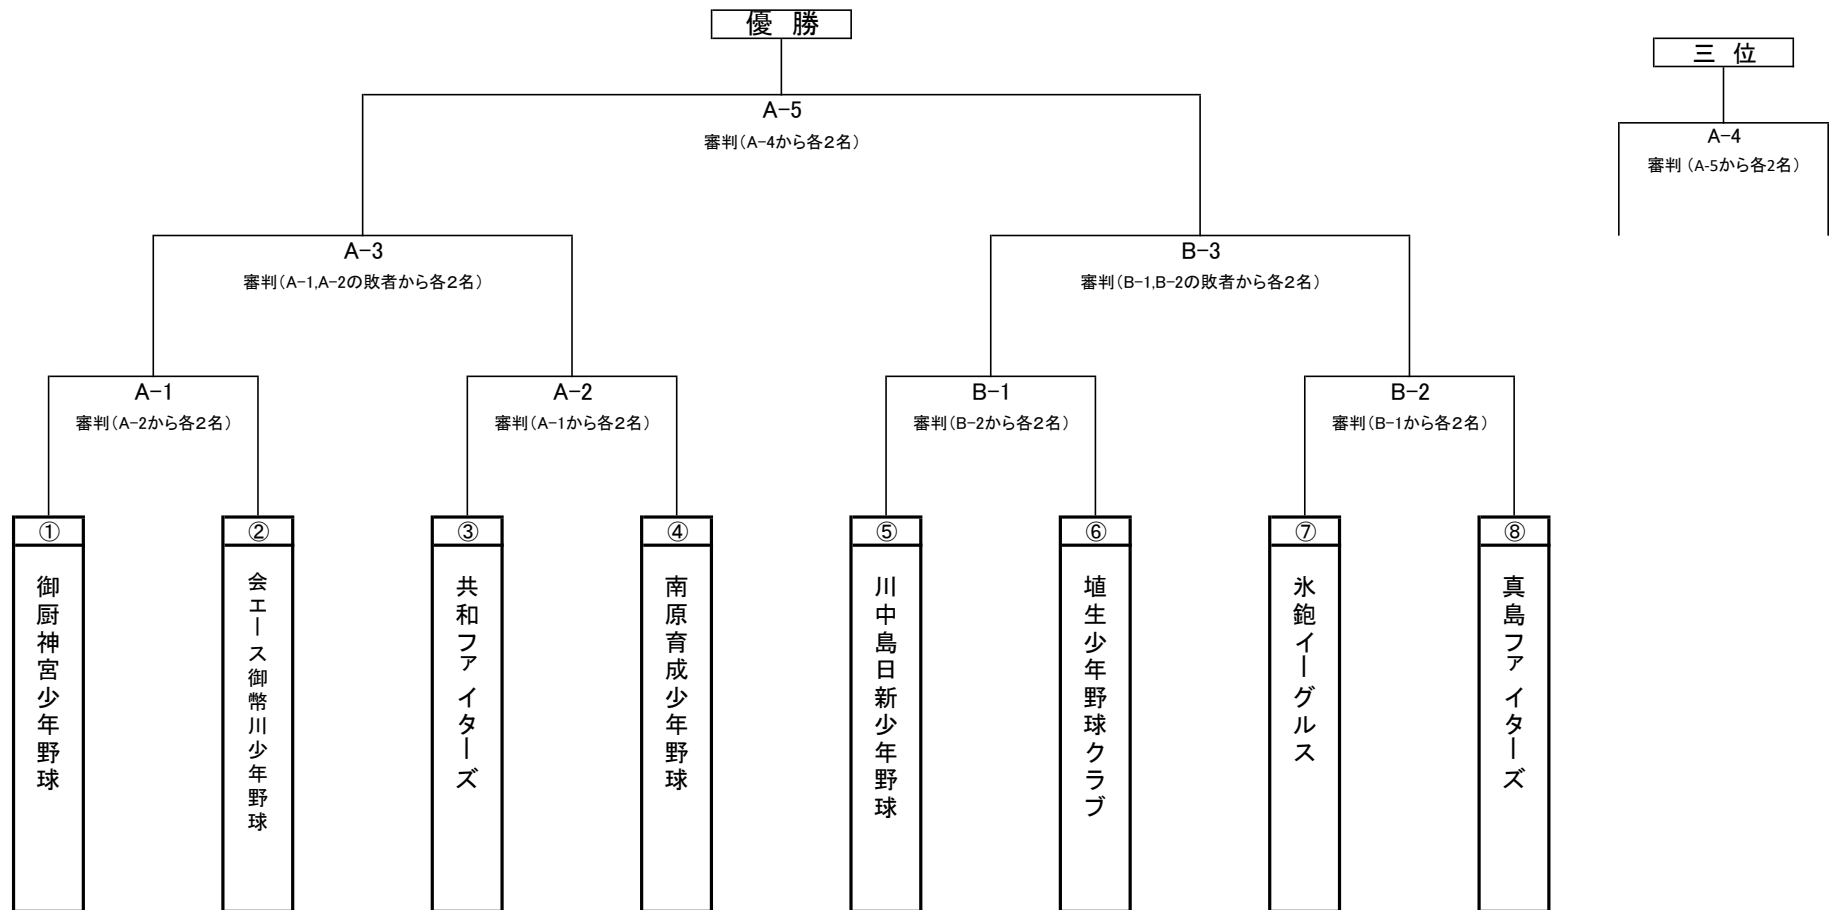 優 勝
三 位
A-5
審判(A-4から各2名)
A-4
審判 (A-5から各2名)
A-3
審判(A-1,A-2の敗者から各2名)
B-3
審判(B-1,B-2の敗者から各2名)
A-1
審判(A-2から各2名)
A-2
審判(A-1から各2名)
B-1
審判(B-2から各2名)
B-2
審判(B-1から各2名)
①
御厨神宮少年野球
②
会エース御幣川少年野球
③
共和ファイターズ
④
南原育成少年野球
⑤
川中島日新少年野球
⑥
埴生少年野球クラブ
⑦
氷鉋イーグルス
⑧
真島ファイターズ